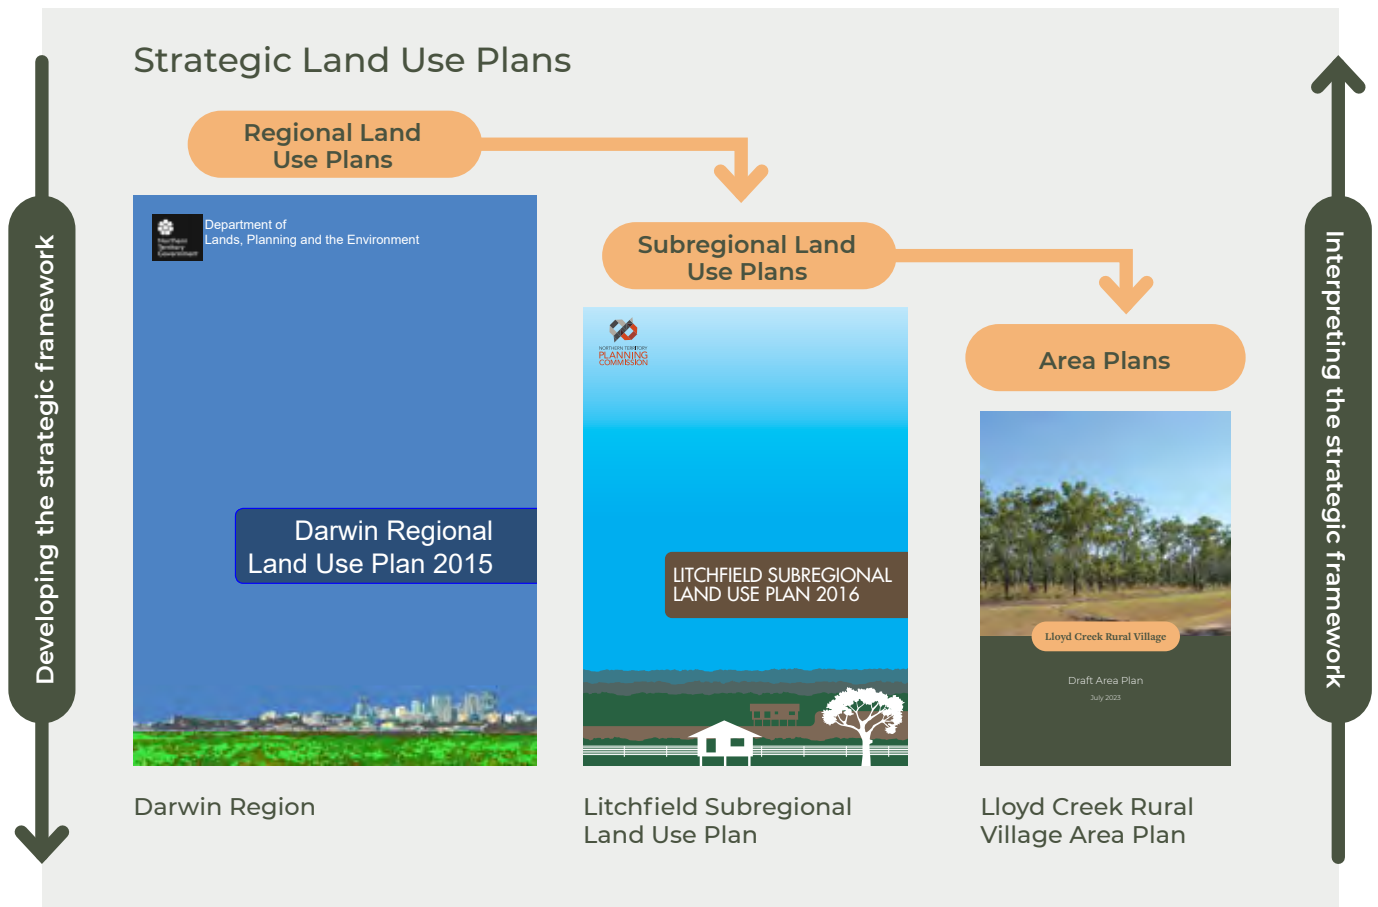 Strategic Land Use Plans
Regional Land
Use Plans
Department of
Lands, Planning and the Environment
Northern
Territory
Government
Darwin Regional
Land Use Plan 2015
Darwin Region
Subregional Land
Use Plans
NORTHERN TERRITORY
PLANNING
COMMISSION
LITCHFIELD SUBREGIONAL
LAND USE PLAN 2016
Litchfield Subregional
Land Use Plan
Area Plans
Lloyd Creek Rural Village
Draft Area Plan
July 2023
Lloyd Creek Rural
Village Area Plan
Developing the strategic framework
Interpreting the strategic framework